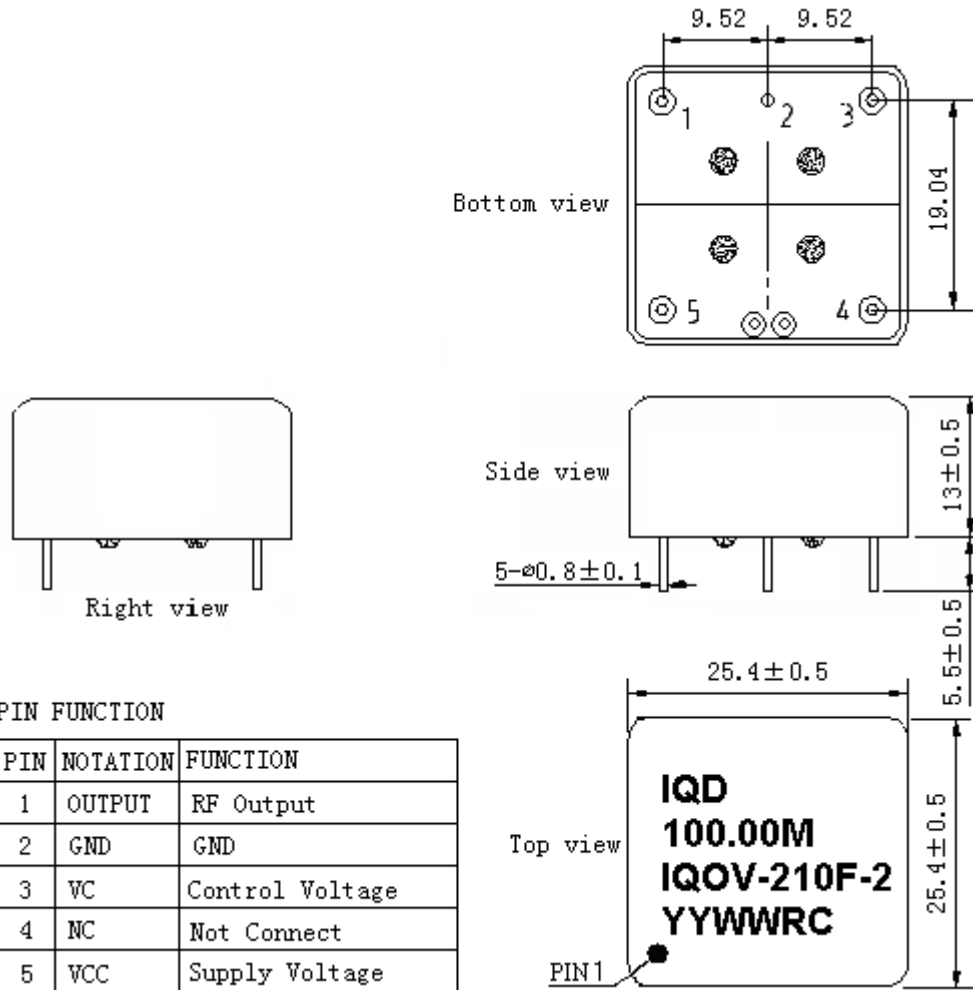 9.52 9.52
1 2 3
Bottom view
19.04
5 4
Side view
13±0.5
5-ø0.8±0.1
Right view
5.5±0.5
25.4±0.5
PIN FUNCTION
PIN NOTATION FUNCTION
1 OUTPUT RF Output
2 GND GND
3 VC Control Voltage
4 NC Not Connect
5 VCC Supply Voltage
Top view
IQD
100.00M
IQOV-210F-2
YYWWRC
25.4±0.5
PIN1